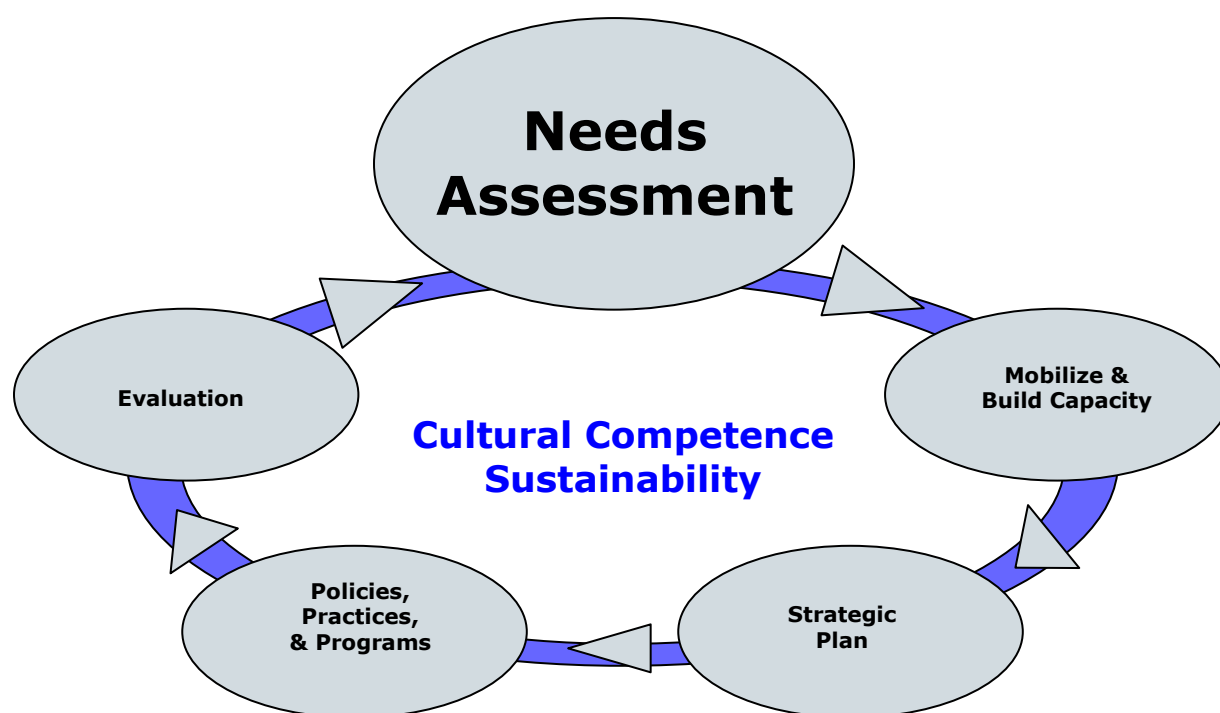 Needs
Assessment
Mobilize &
Build Capacity
Evaluation
Cultural Competence
Sustainability
Policies,
Practices,
& Programs
Strategic
Plan